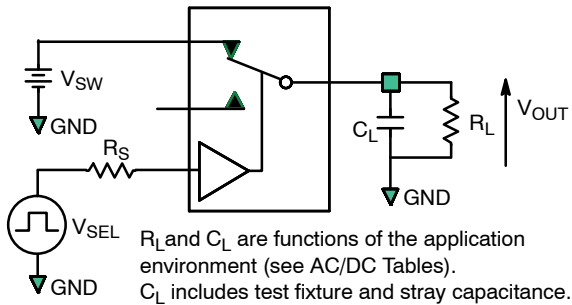 V_SW
GND
R_S
V_SEL
GND
C_L
R_L
V_OUT
GND
R_L and C_L are functions of the application
environment (see AC/DC Tables).
C_L includes test fixture and stray capacitance.